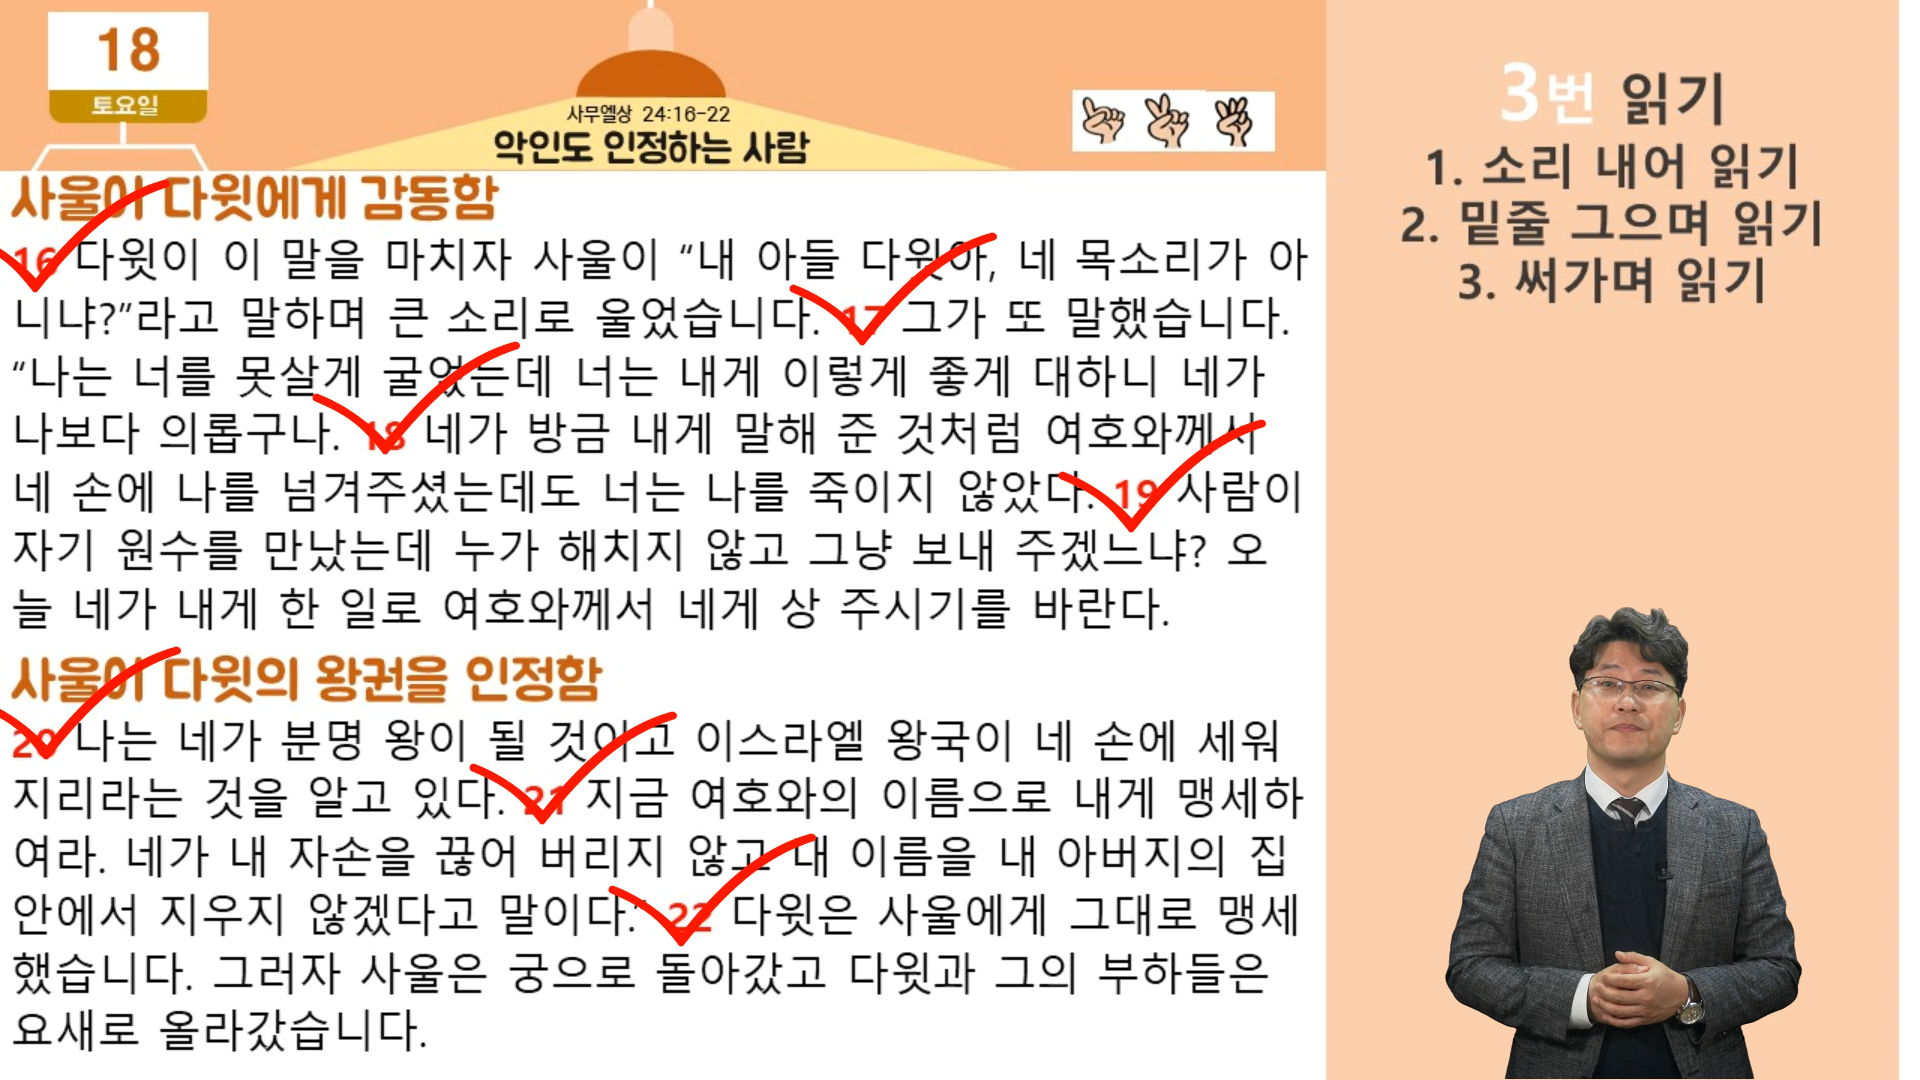 18
토요일
사무엘상 24:16-22
악인도 인정하는 사람
사울이 다윗에게 감동함
16 다윗이 이 말을 마치자 사울이 “내 아들 다윗아, 네 목소리가 아
니냐?”라고 말하며 큰 소리로 울었습니다. 17 그가 또 말했습니다.
“나는 너를 못살게 굴었는데 너는 내게 이렇게 좋게 대하니 네가
나보다 의롭구나. 18 네가 방금 내게 말해 준 것처럼 여호와께서
네 손에 나를 넘겨주셨는데도 너는 나를 죽이지 않았다. 19 사람이
자기 원수를 만났는데 누가 해치지 않고 그냥 보내 주겠느냐? 오
늘 네가 내게 한 일로 여호와께서 네게 상 주시기를 바란다.
사울이 다윗의 왕권을 인정함
20 나는 네가 분명 왕이 될 것이고 이스라엘 왕국이 네 손에 세워
지리라는 것을 알고 있다. 21 지금 여호와의 이름으로 내게 맹세하
여라. 네가 내 자손을 끊어 버리지 않고 내 이름을 내 아버지의 집
안에서 지우지 않겠다고 말이다.” 22 다윗은 사울에게 그대로 맹세
했습니다. 그러자 사울은 궁으로 돌아갔고 다윗과 그의 부하들은
요새로 올라갔습니다.
3번 읽기
1. 소리 내어 읽기
2. 밑줄 그으며 읽기
3. 써가며 읽기